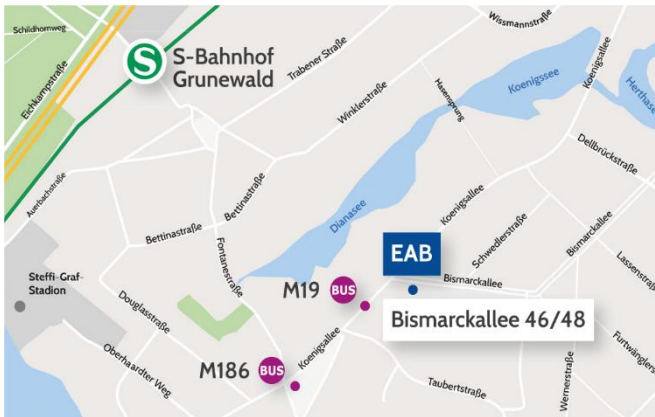 Schildhornweg
Eichkampstraße
S
S-Bahnhof
Grunewald
Trabener Straße
Wissmannstraße
Koenigssee
Koenigsallee
Herthasee
Winklerstraße
Hasensprung
Dellbrückstraße
Auerbachstraße
Bettinastraße
Bettinastraße
Dianasee
Koenigsallee
Fontanestraße
Schwedlerstraße
Bismarckallee
Lassenstraße
EAB
Bismarckallee
Steffi-Graf-
Stadion
M19
BUS
Bismarckallee 46/48
Douglasstraße
Oberhaardter Weg
Koenigsallee
M186
BUS
Taubertstraße
Wernerstraße